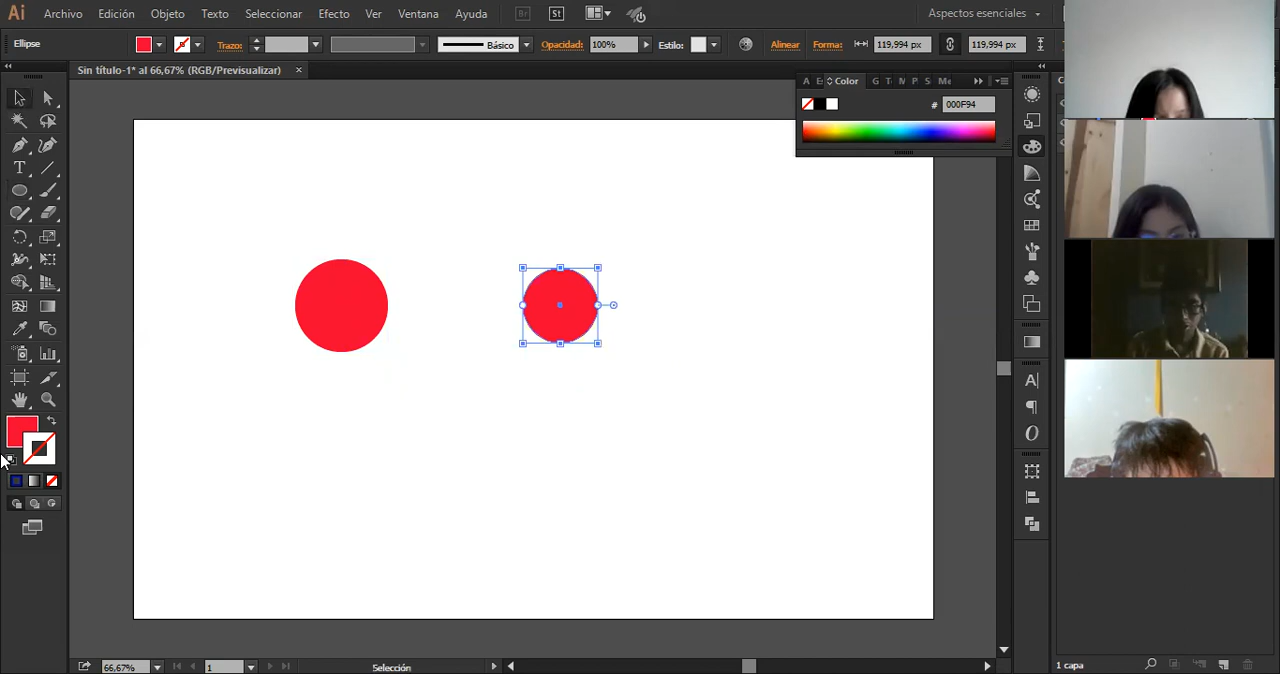 Ai Archivo Edición Objeto Texto Seleccionar Efecto Ver Ventana Ayuda Br St Aspectos esenciales
Ellipse Trazo: Básico Opacidad: 100% Estilo: Alinear Forma: 119,994 px 119,994 px
Sin título-1* al 66,67% (RGB/Previsualizar)
Color
# 000F94
66,67% 1 Selección 1 capa